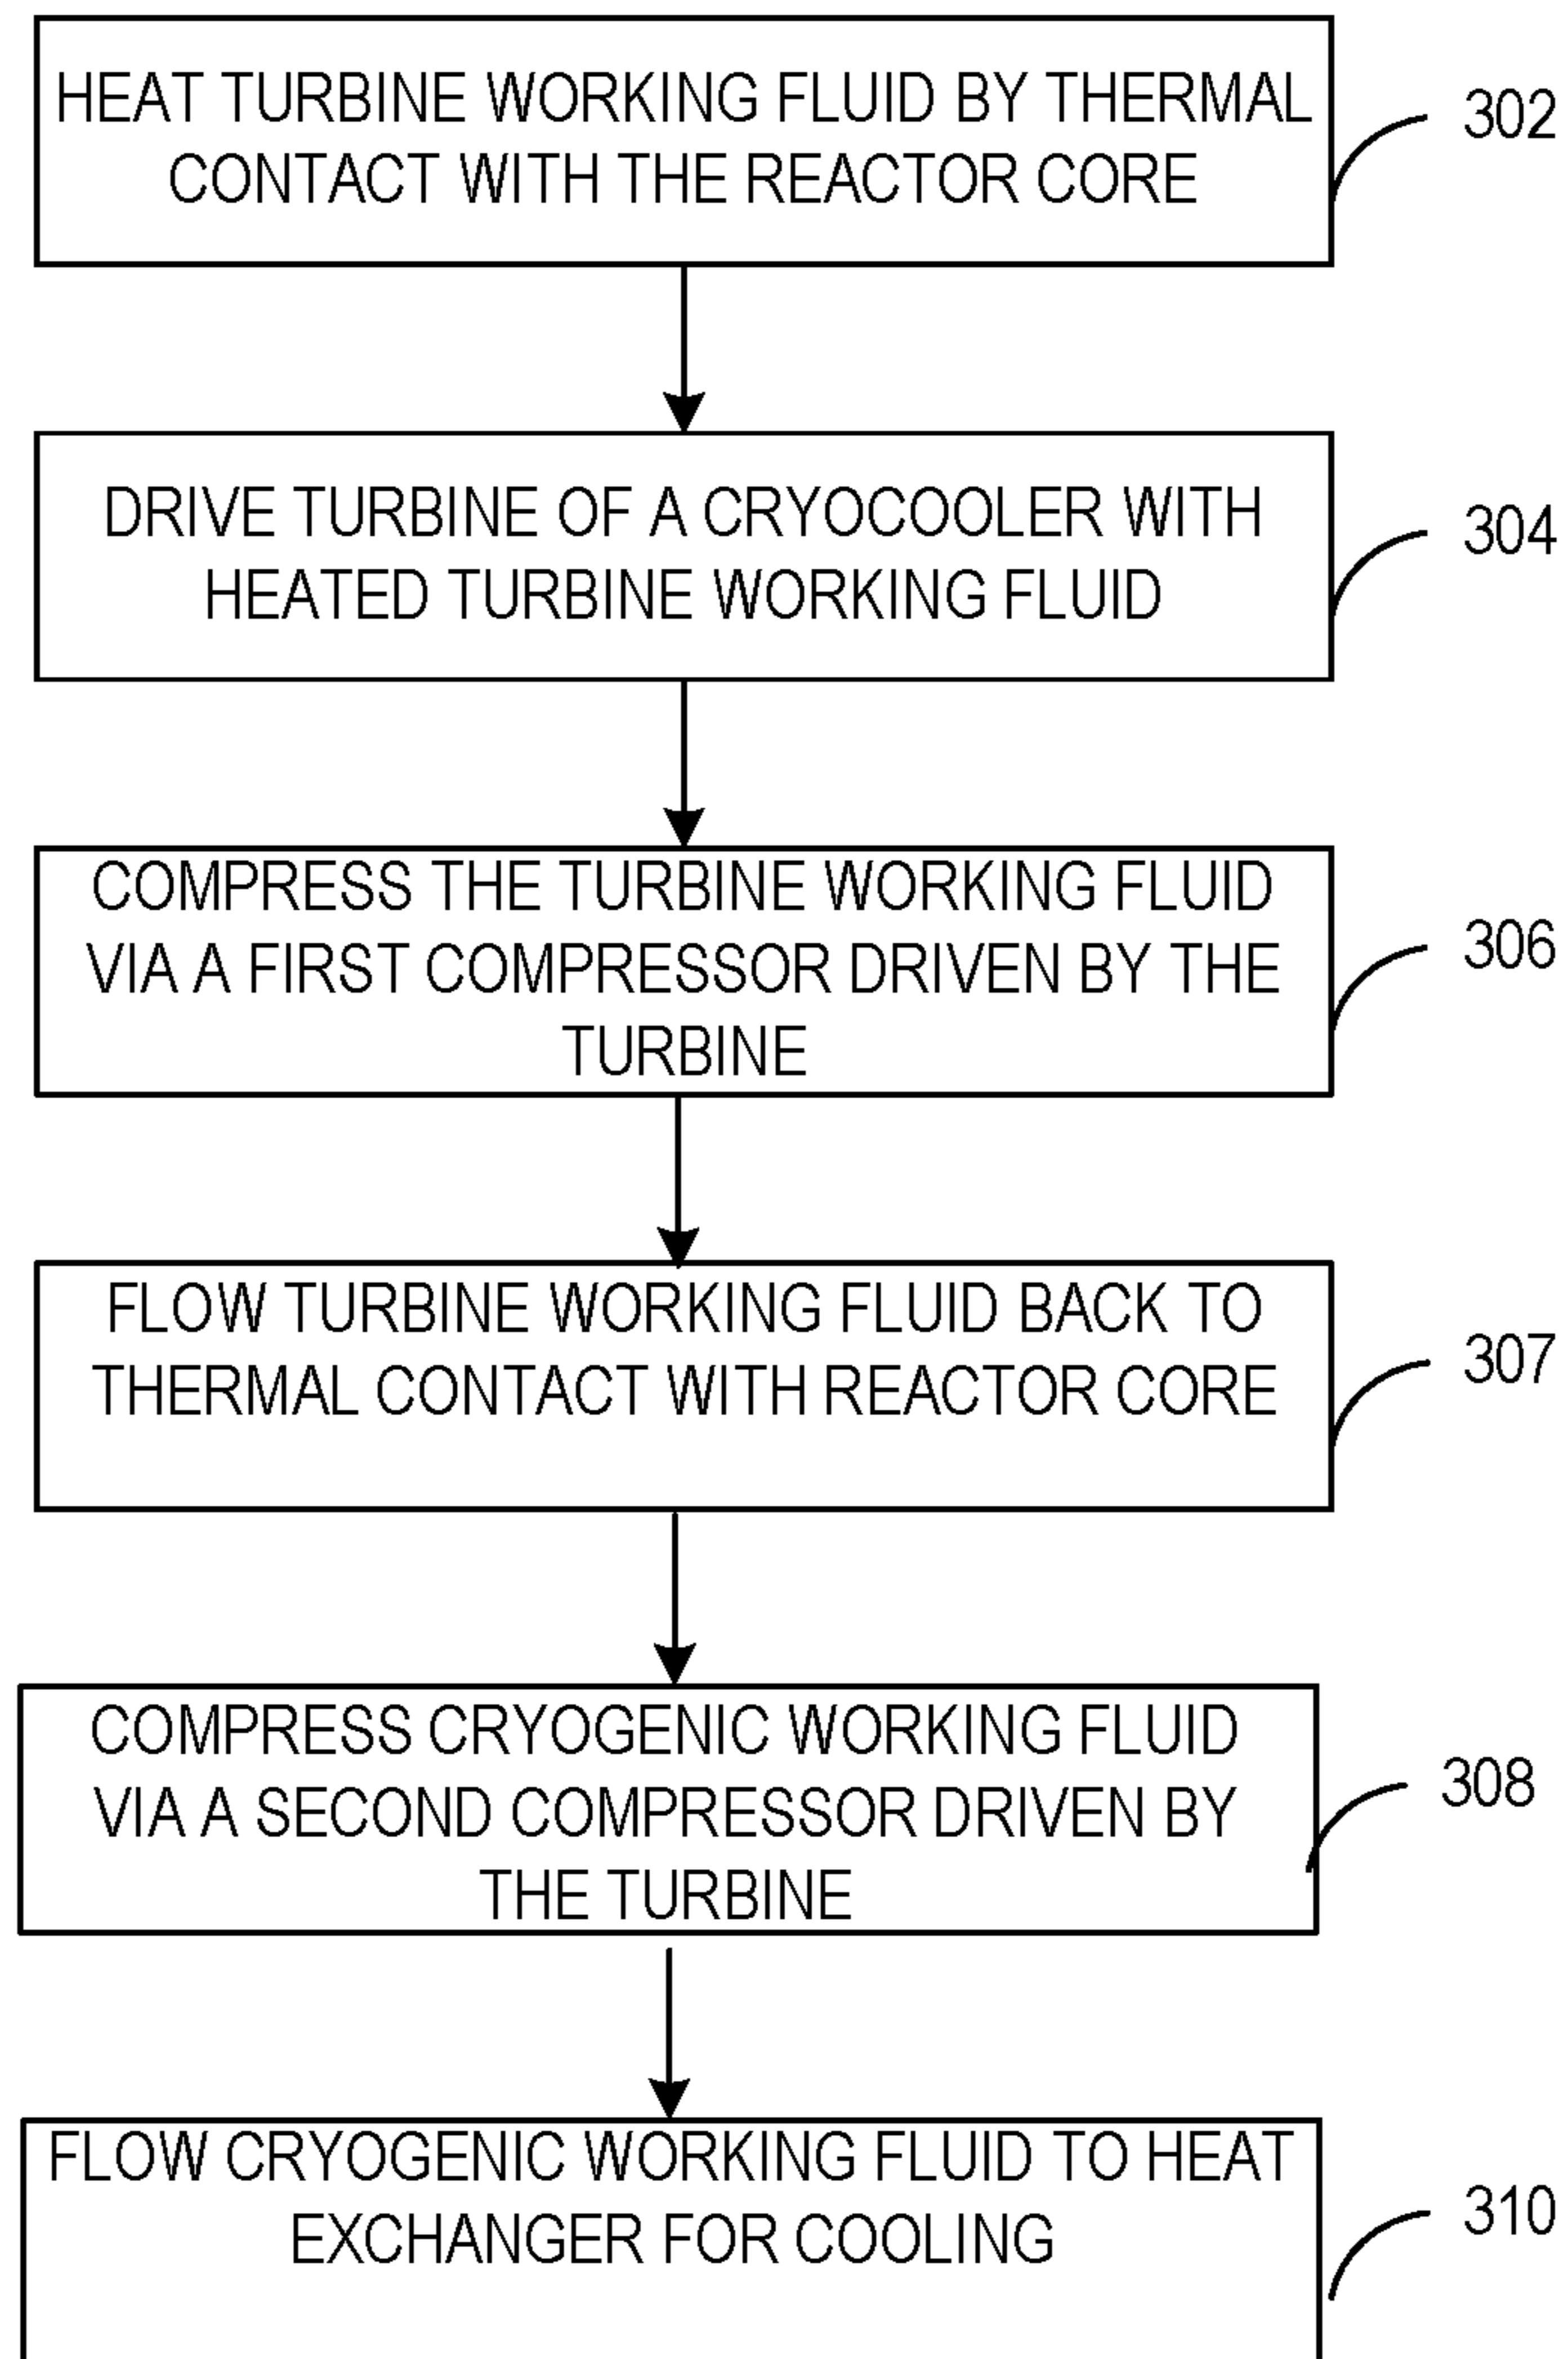 HEAT TURBINE WORKING FLUID BY THERMAL
CONTACT WITH THE REACTOR CORE
302
DRIVE TURBINE OF A CRYOCOOLER WITH
HEATED TURBINE WORKING FLUID
304
COMPRESS THE TURBINE WORKING FLUID
VIA A FIRST COMPRESSOR DRIVEN BY THE
TURBINE
306
FLOW TURBINE WORKING FLUID BACK TO
THERMAL CONTACT WITH REACTOR CORE
307
COMPRESS CRYOGENIC WORKING FLUID
VIA A SECOND COMPRESSOR DRIVEN BY
THE TURBINE
308
FLOW CRYOGENIC WORKING FLUID TO HEAT
EXCHANGER FOR COOLING
310